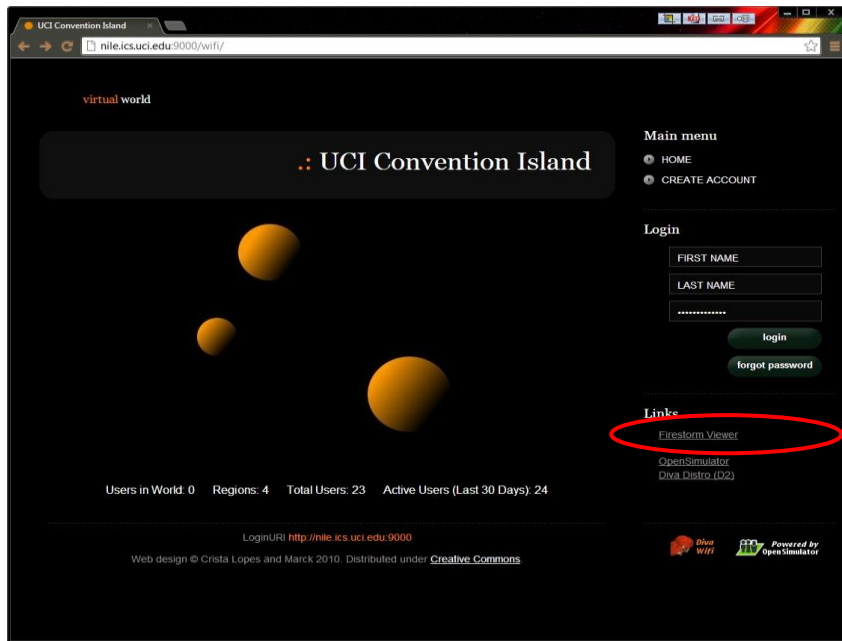 UCI Convention Island
nile.ics.uci.edu:9000/wifi/
virtual world
.: UCI Convention Island
Main menu
HOME
CREATE ACCOUNT
Login
FIRST NAME
LAST NAME
•••••••••••••
login
forgot password
Links
Firestorm Viewer
OpenSimulator
Diva Distro (D2)
Users in World: 0 Regions: 4 Total Users: 23 Active Users (Last 30 Days): 24
LoginURI http://nile.ics.uci.edu:9000
Web design © Crista Lopes and Marck 2010. Distributed under Creative Commons.
Diva
Wifi
Powered by
OpenSimulator